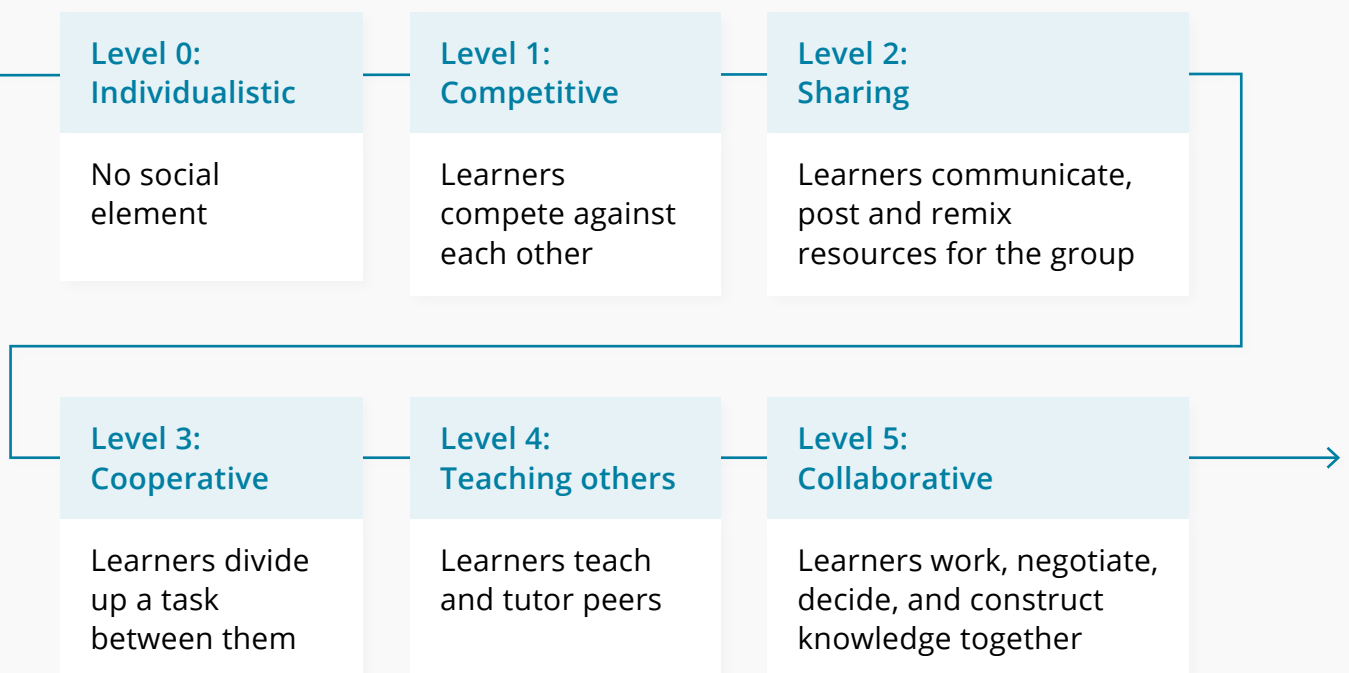 Level 0:
Individualistic
No social
element
Level 1:
Competitive
Learners
compete against
each other
Level 2:
Sharing
Learners communicate,
post and remix
resources for the group
Level 3:
Cooperative
Learners divide
up a task
between them
Level 4:
Teaching others
Learners teach
and tutor peers
Level 5:
Collaborative
Learners work, negotiate,
decide, and construct
knowledge together